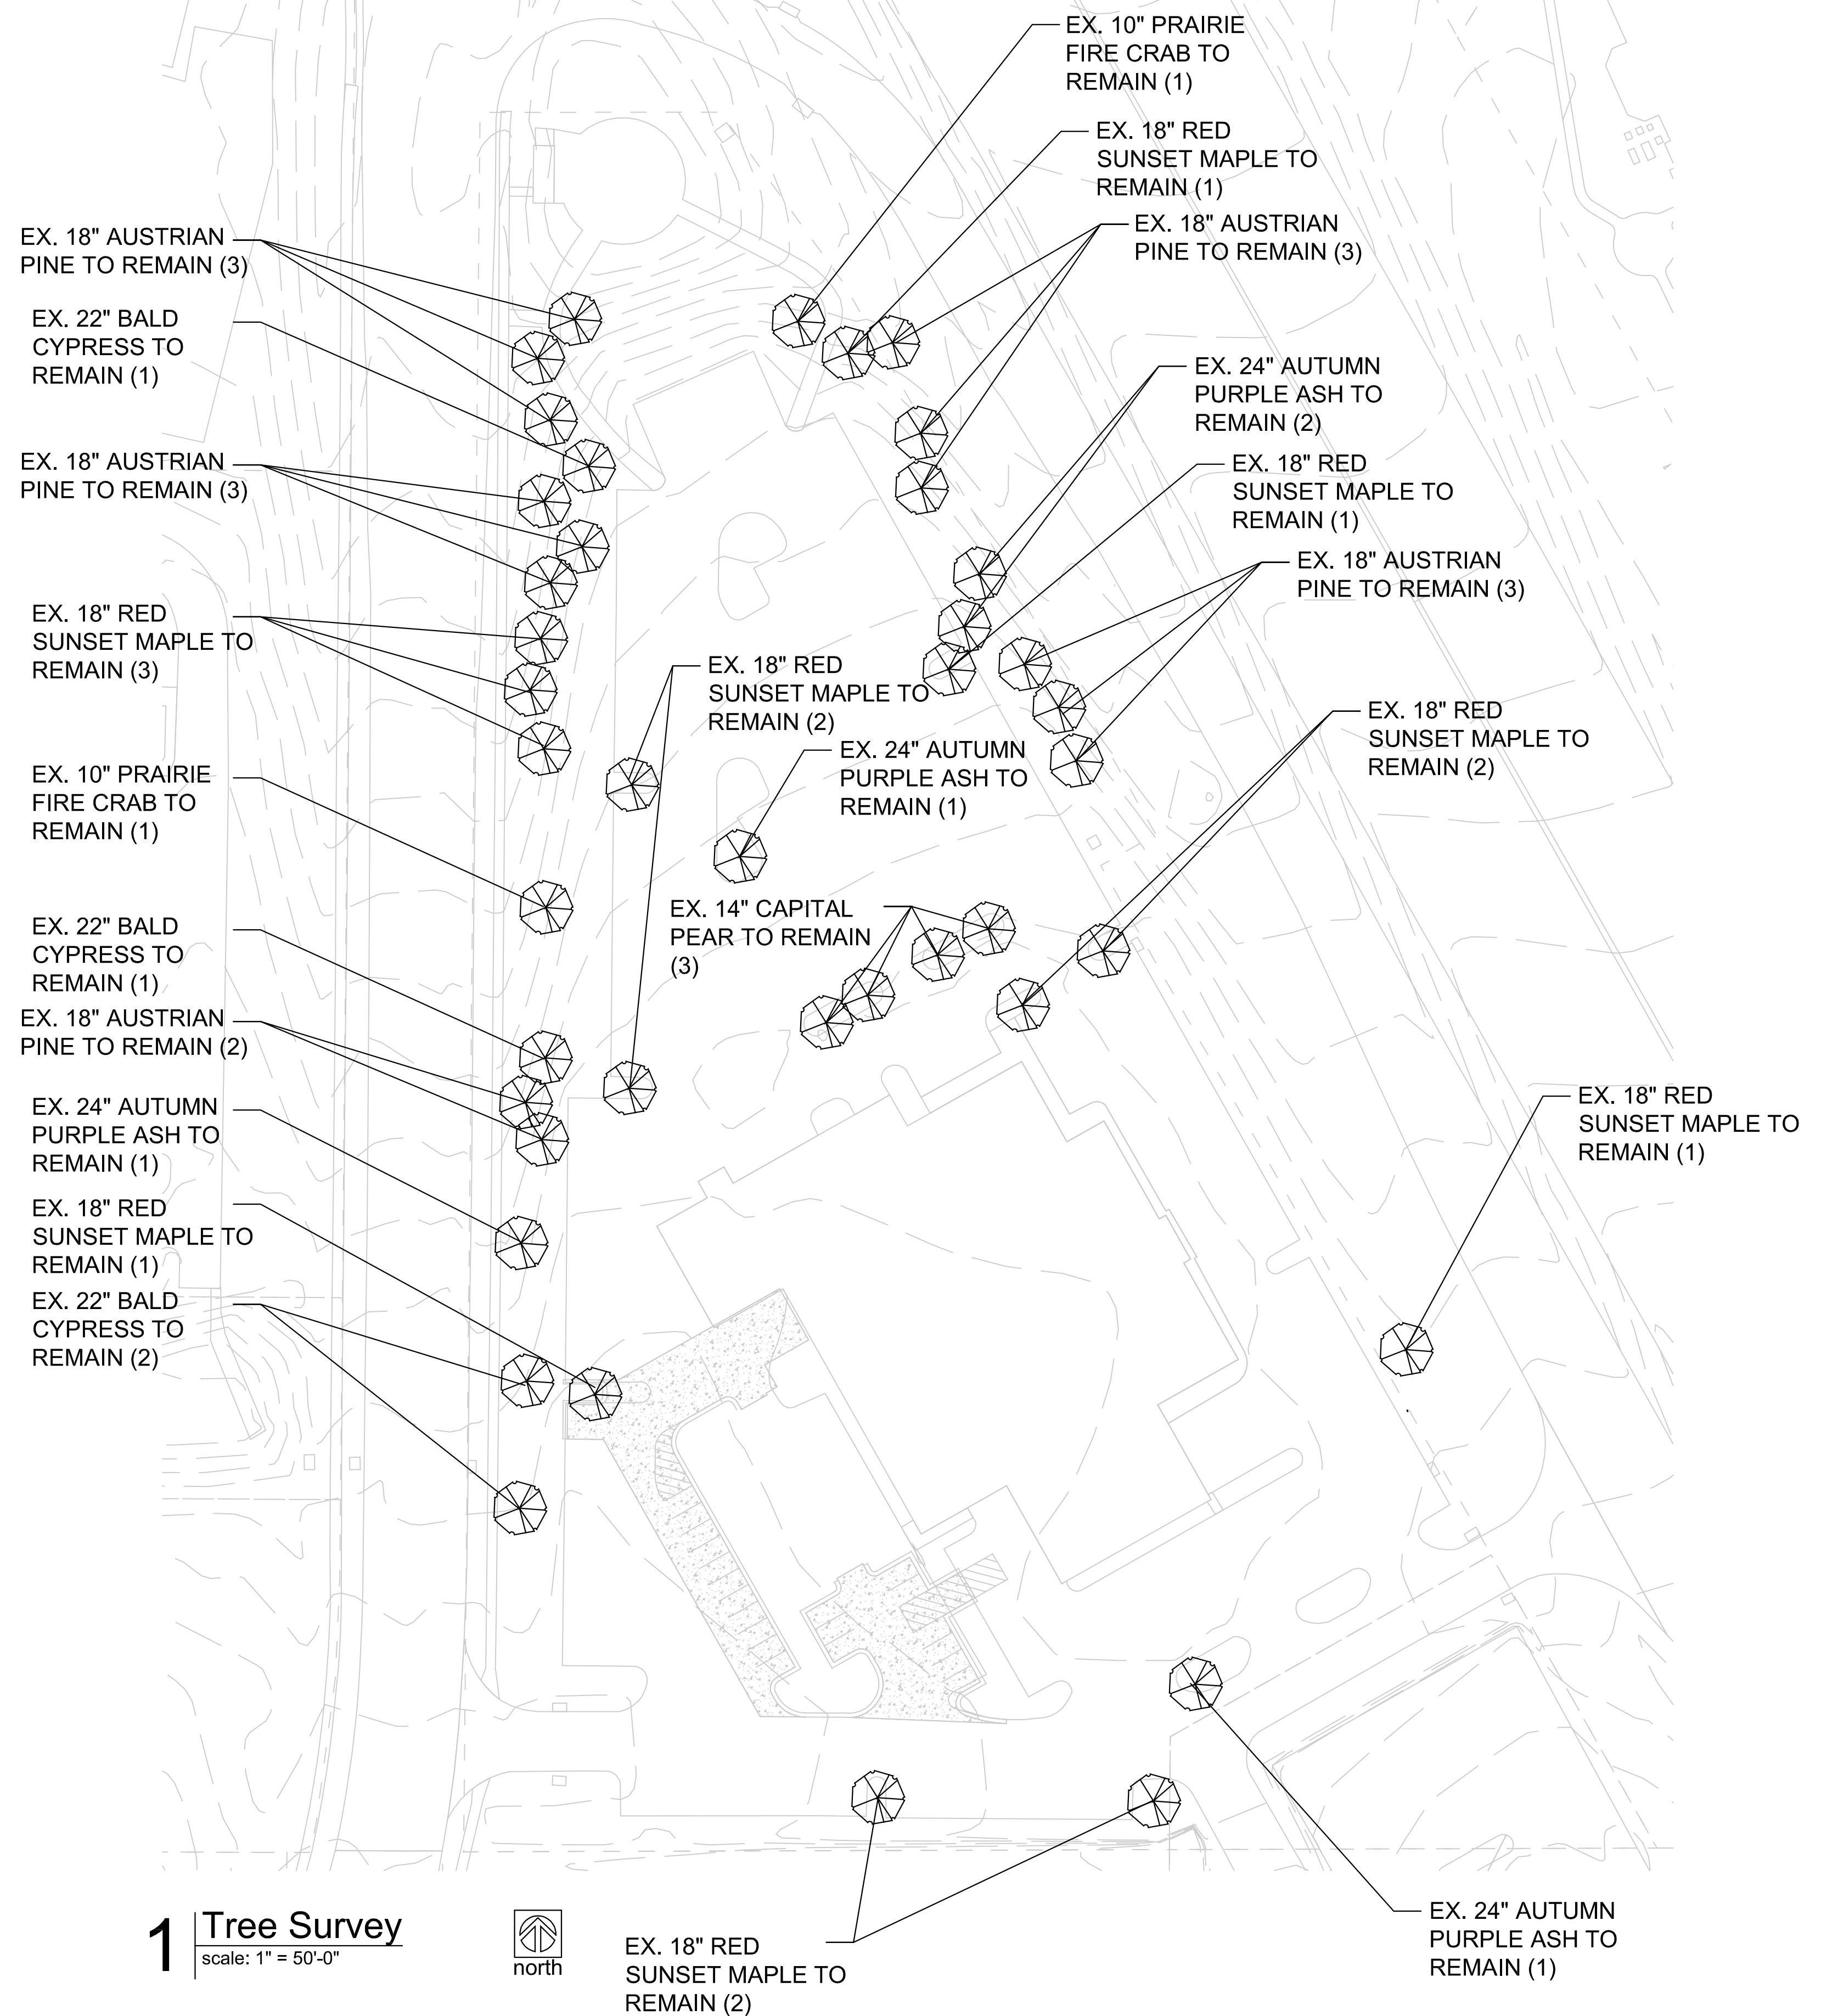 EX. 10" PRAIRIE
FIRE CRAB TO
REMAIN (1)
EX. 18" RED
SUNSET MAPLE TO
REMAIN (1)
EX. 18" AUSTRIAN
PINE TO REMAIN (3)
EX. 18" AUSTRIAN
PINE TO REMAIN (3)
EX. 22" BALD
CYPRESS TO
REMAIN (1)
EX. 24" AUTUMN
PURPLE ASH TO
REMAIN (2)
EX. 18" AUSTRIAN
PINE TO REMAIN (3)
EX. 18" RED
SUNSET MAPLE TO
REMAIN (1)
EX. 18" AUSTRIAN
PINE TO REMAIN (3)
EX. 18" RED
SUNSET MAPLE TO
REMAIN (3)
EX. 18" RED
SUNSET MAPLE TO
REMAIN (2)
EX. 18" RED
SUNSET MAPLE TO
REMAIN (2)
EX. 24" AUTUMN
PURPLE ASH TO
REMAIN (1)
EX. 10" PRAIRIE
FIRE CRAB TO
REMAIN (1)
EX. 14" CAPITAL
PEAR TO REMAIN
(3)
EX. 22" BALD
CYPRESS TO
REMAIN (1)
EX. 18" AUSTRIAN
PINE TO REMAIN (2)
EX. 18" RED
SUNSET MAPLE TO
REMAIN (1)
EX. 24" AUTUMN
PURPLE ASH TO
REMAIN (1)
EX. 18" RED
SUNSET MAPLE TO
REMAIN (1)
EX. 22" BALD
CYPRESS TO
REMAIN (2)
EX. 24" AUTUMN
PURPLE ASH TO
REMAIN (1)
EX. 18" RED
SUNSET MAPLE TO
REMAIN (2)
1
Tree Survey
scale: 1" = 50'-0"
north